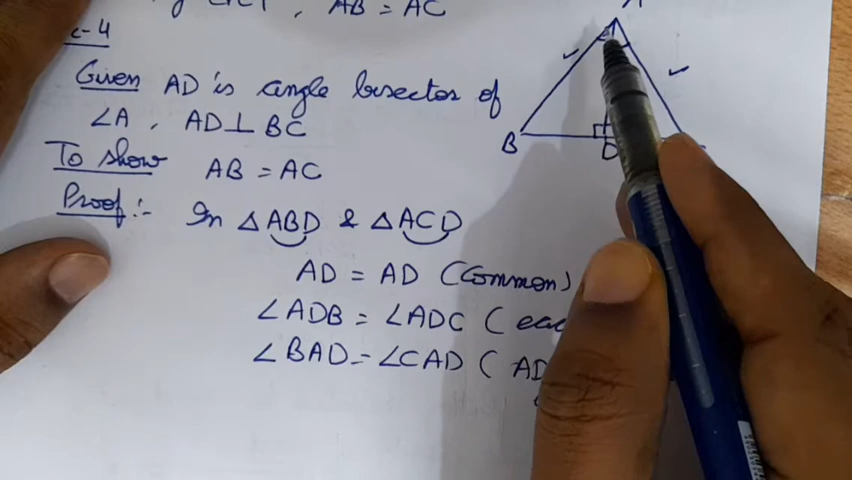 AB = AC
Given AD is angle bisector of
∠A , AD ⊥ BC
To show AB = AC
Proof :- In △ABD & △ACD
AD = AD (Common)
∠ADB = ∠ADC (
∠BAD = ∠CAD ( AD
B
D